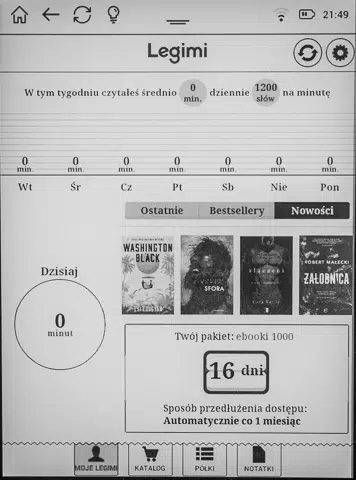 21:49
Legimi
W tym tygodniu czytałeś średnio 0 min. dziennie 1200 słów na minutę
0 min. 0 min. 0 min. 0 min. 0 min. 0 min. 0 min.
Wt Śr Cz Pt Sb Nie Pon
Ostatnie Bestsellery Nowości
WASHINGTON BLACK
SFORA
ROBERT MAŁECKI
ŻAŁOBNICA
Dzisiaj
0
minut
Twój pakiet: ebooki 1000
16 dni
Sposób przedłużenia dostępu:
Automatycznie co 1 miesiąc
MOJE LEGIMI KATALOG PÓŁKI NOTATKI